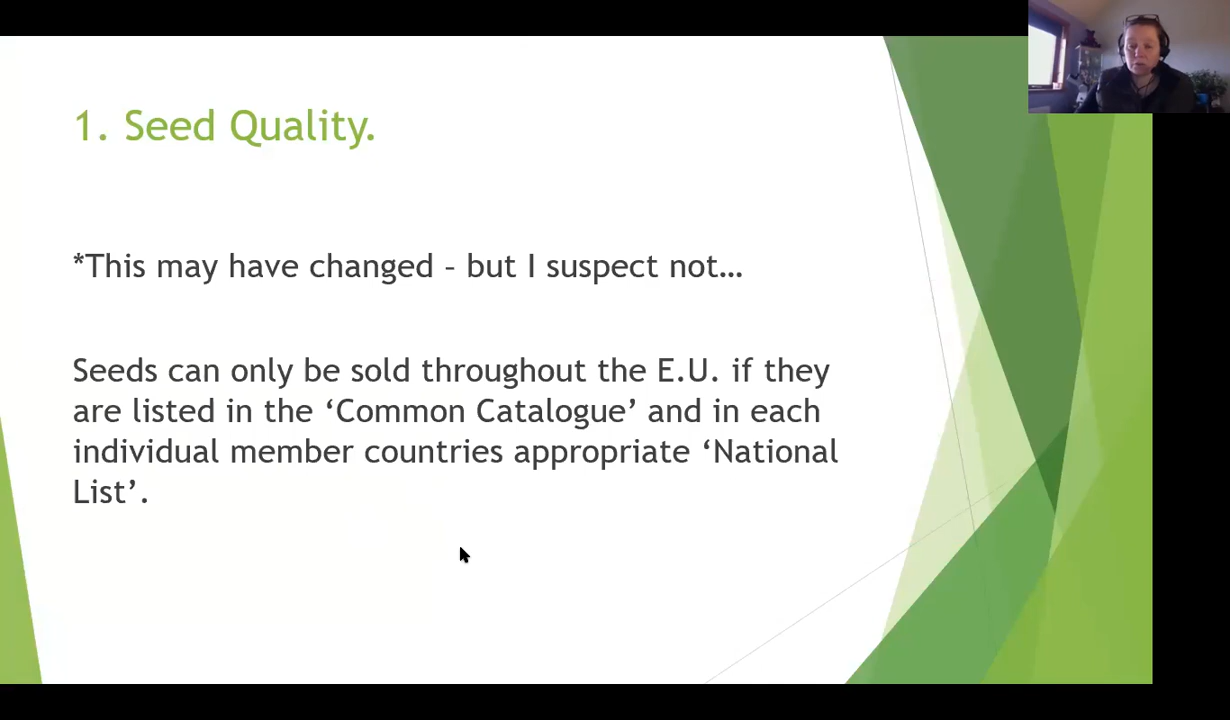 1. Seed Quality.
*This may have changed – but I suspect not…
Seeds can only be sold throughout the E.U. if they
are listed in the ‘Common Catalogue’ and in each
individual member countries appropriate ‘National
List’.